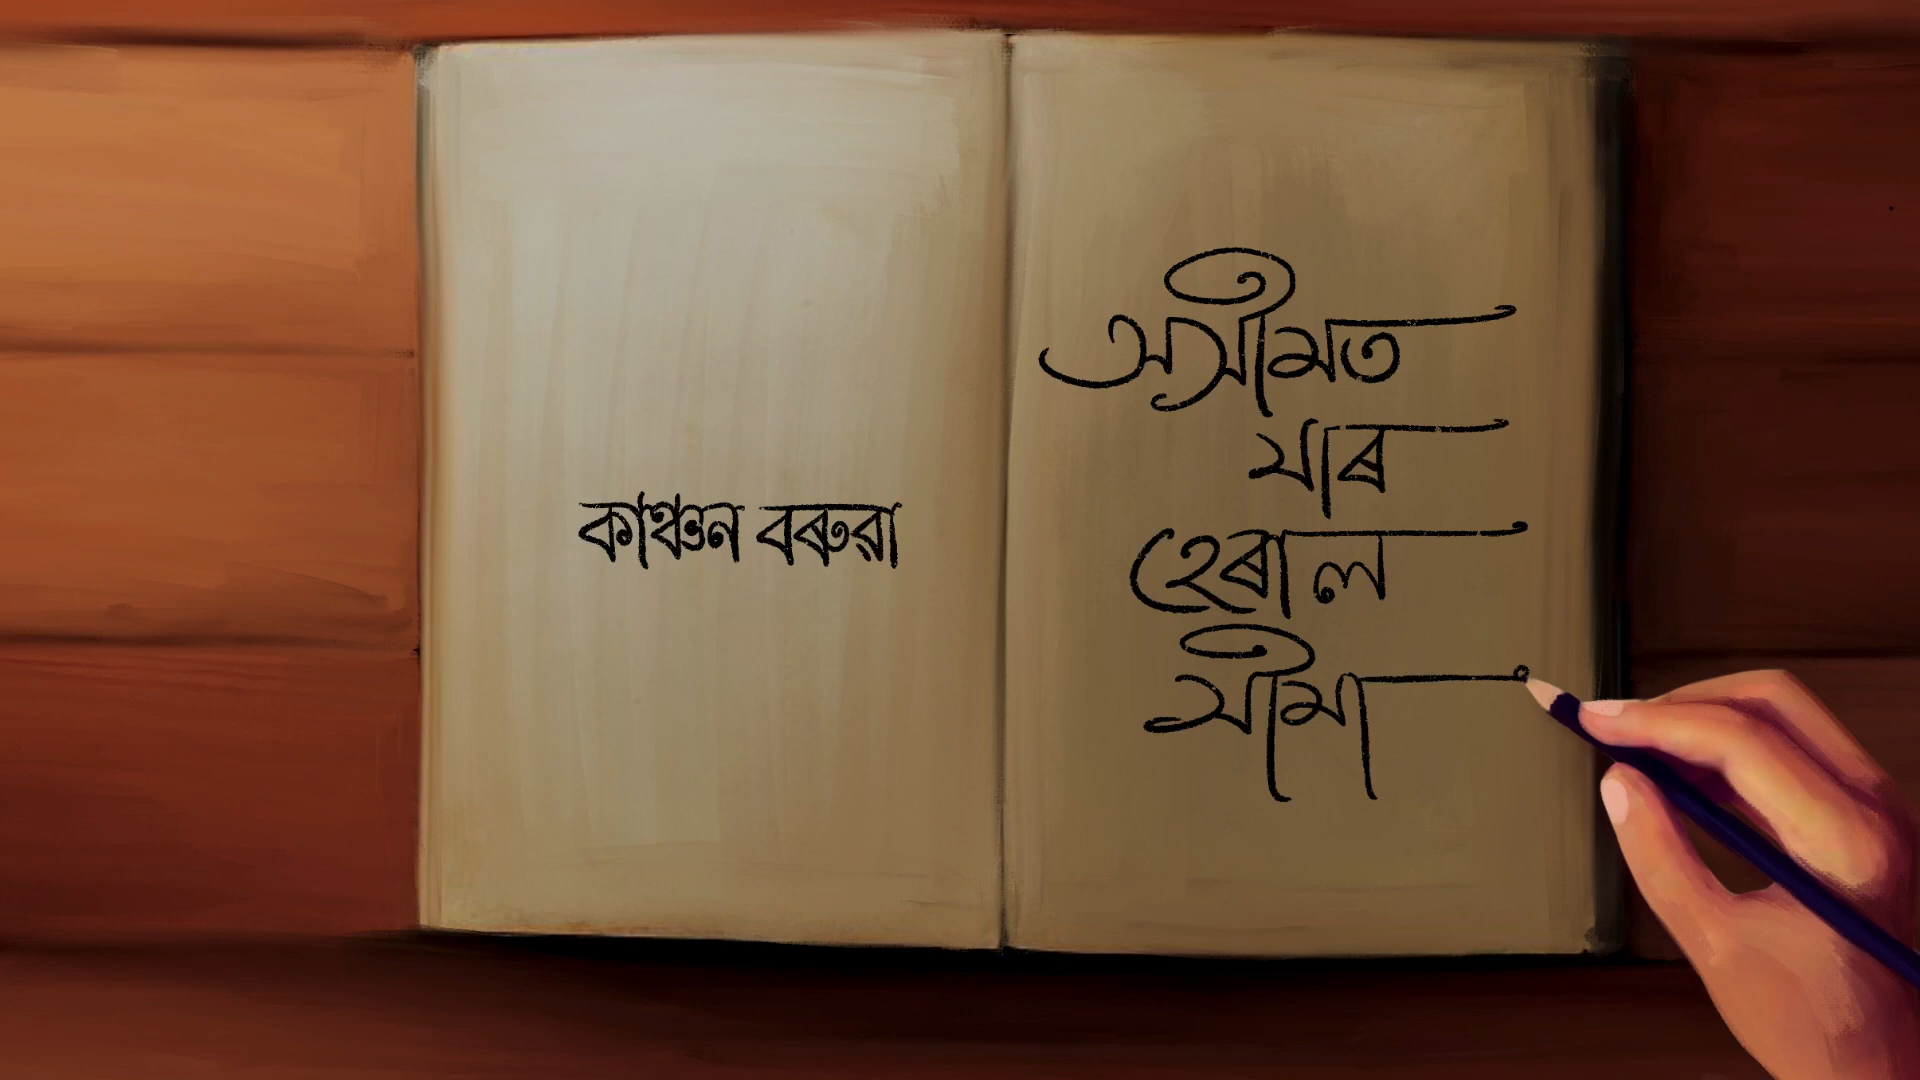 কাঞ্চন বৰুৱা
অসীমত
যাৰ
হেৰাল
সীমা